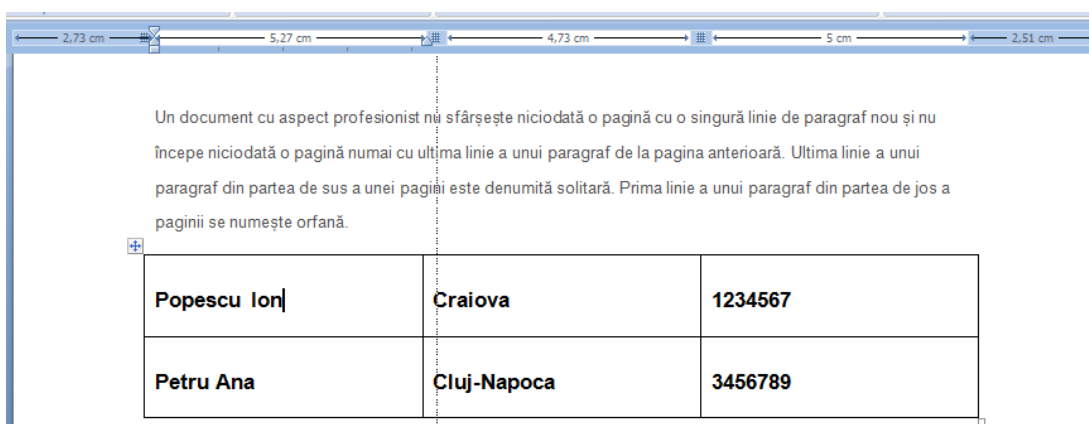 2,73 cm 5,27 cm 4,73 cm 5 cm 2,51 cm
Un document cu aspect profesionist nu sfârșește niciodată o pagină cu o singură linie de paragraf nou și nu
începe niciodată o pagină numai cu ultima linie a unui paragraf de la pagina anterioară. Ultima linie a unui
paragraf din partea de sus a unei pagini este denumită solitară. Prima linie a unui paragraf din partea de jos a
paginii se numește orfană.
Popescu Ion Craiova 1234567
Petru Ana Cluj-Napoca 3456789